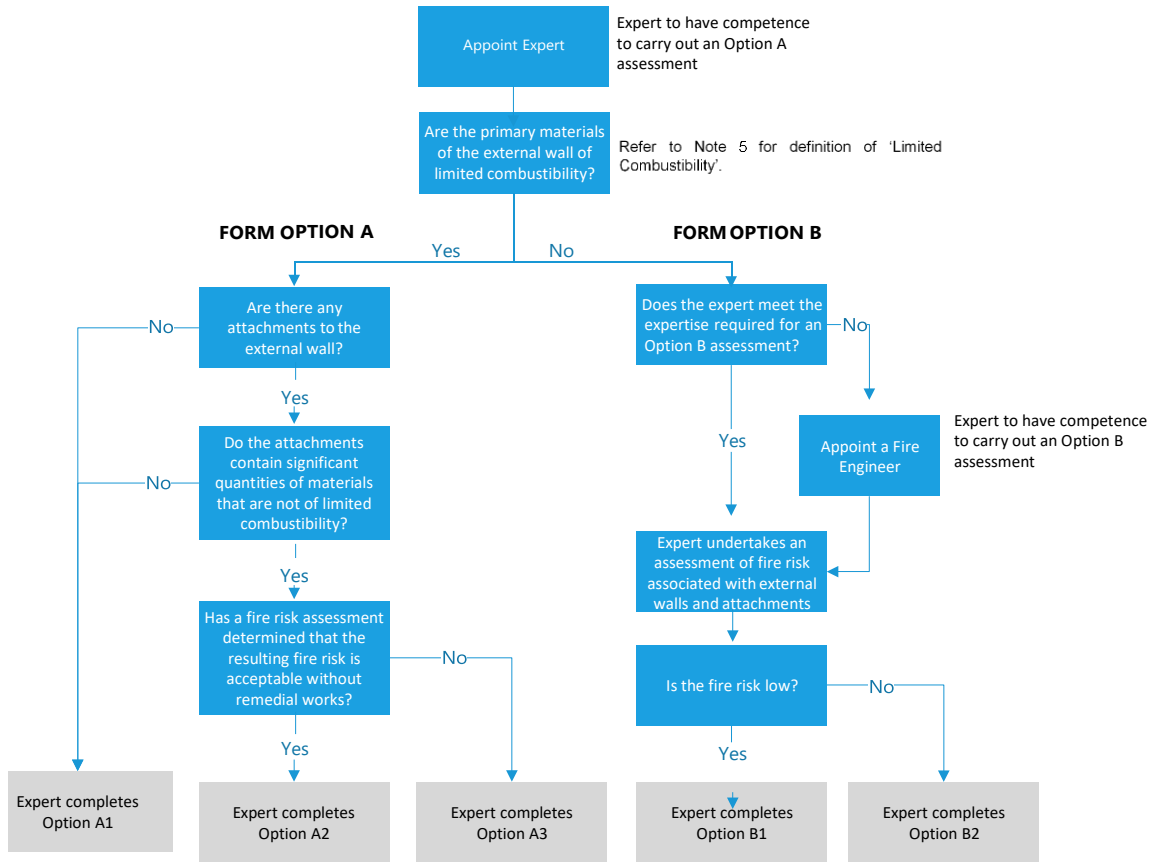 Appoint Expert
Expert to have competence
to carry out an Option A
assessment
Are the primary materials
of the external wall of
limited combustibility?
Refer to Note 5 for definition of ‘Limited
Combustibility’.
FORM OPTION A
FORM OPTION B
Yes
No
Are there any
attachments to the
external wall?
No
Does the expert meet the
expertise required for an
Option B assessment?
No
Yes
Do the attachments
contain significant
quantities of materials
that are not of limited
combustibility?
No
Yes
Appoint a Fire
Engineer
Expert to have competence
to carry out an Option B
assessment
Yes
Expert undertakes an
assessment of fire risk
associated with external
walls and attachments
Has a fire risk assessment
determined that the
resulting fire risk is
acceptable without
remedial works?
No
Is the fire risk low?
No
Yes
Yes
Expert completes
Option A1
Expert completes
Option A2
Expert completes
Option A3
Expert completes
Option B1
Expert completes
Option B2